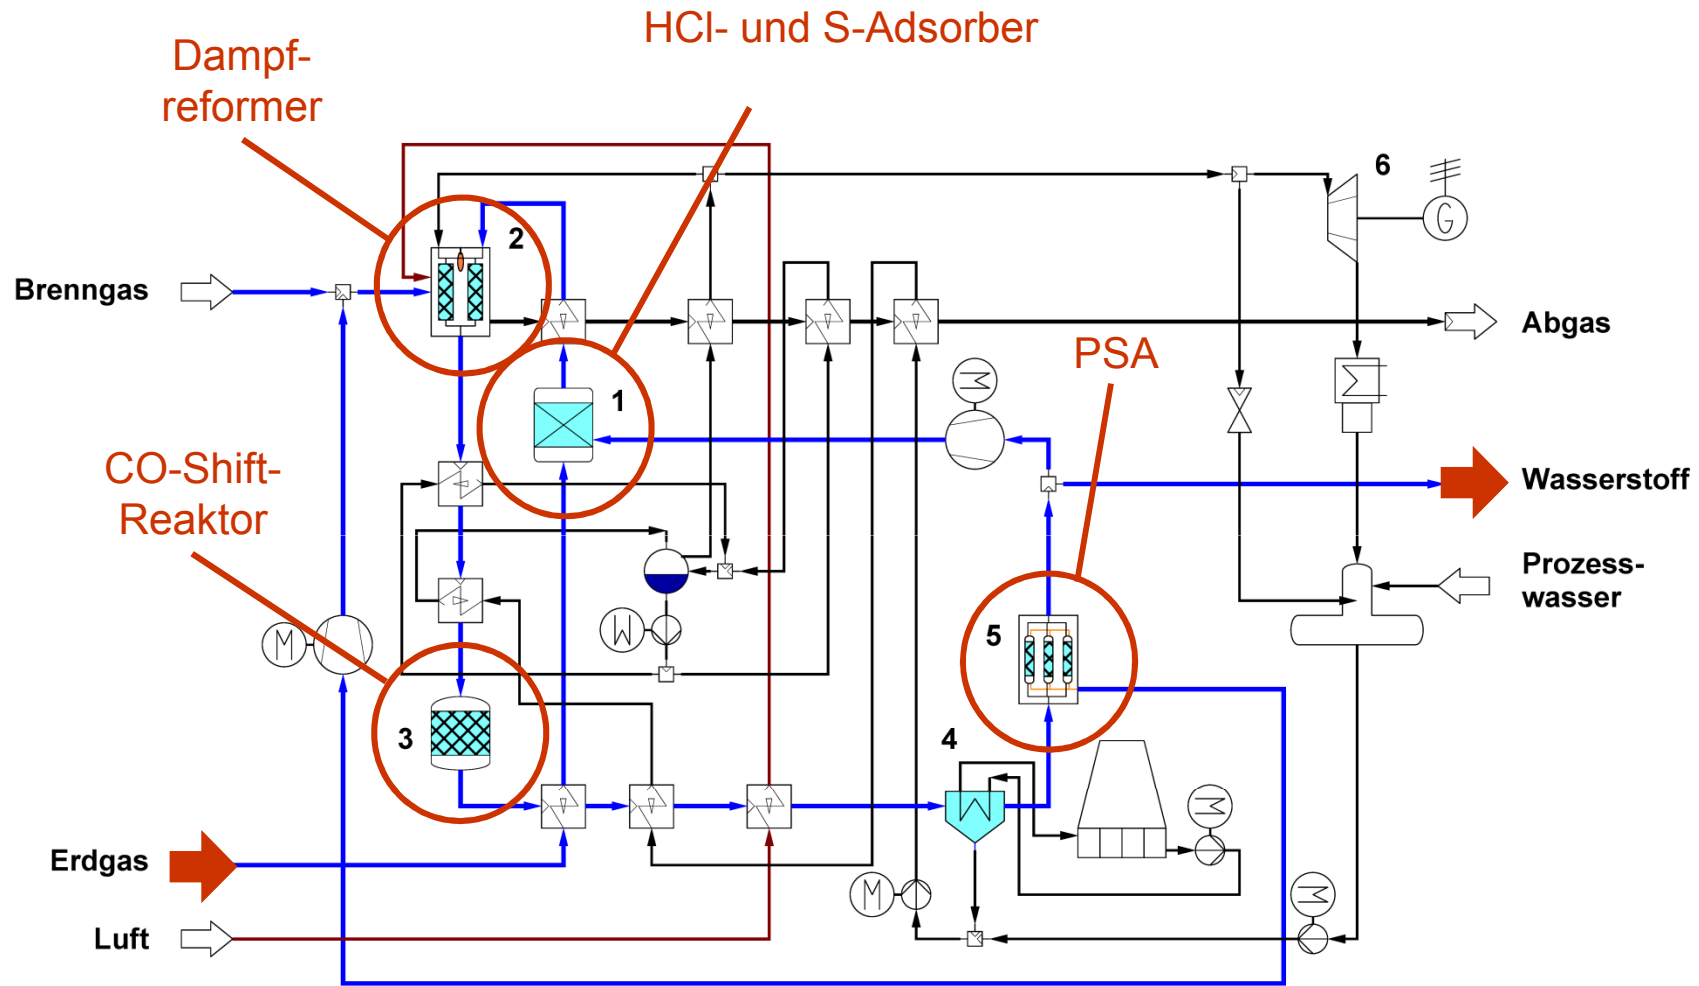 HCl- und S-Adsorber
Dampf-
reformer
6
G
2
Brenngas
Abgas
PSA
M
1
CO-Shift-
Reaktor
Wasserstoff
Prozess-
wasser
M
M
5
3
4
M
Erdgas
M
M
Luft